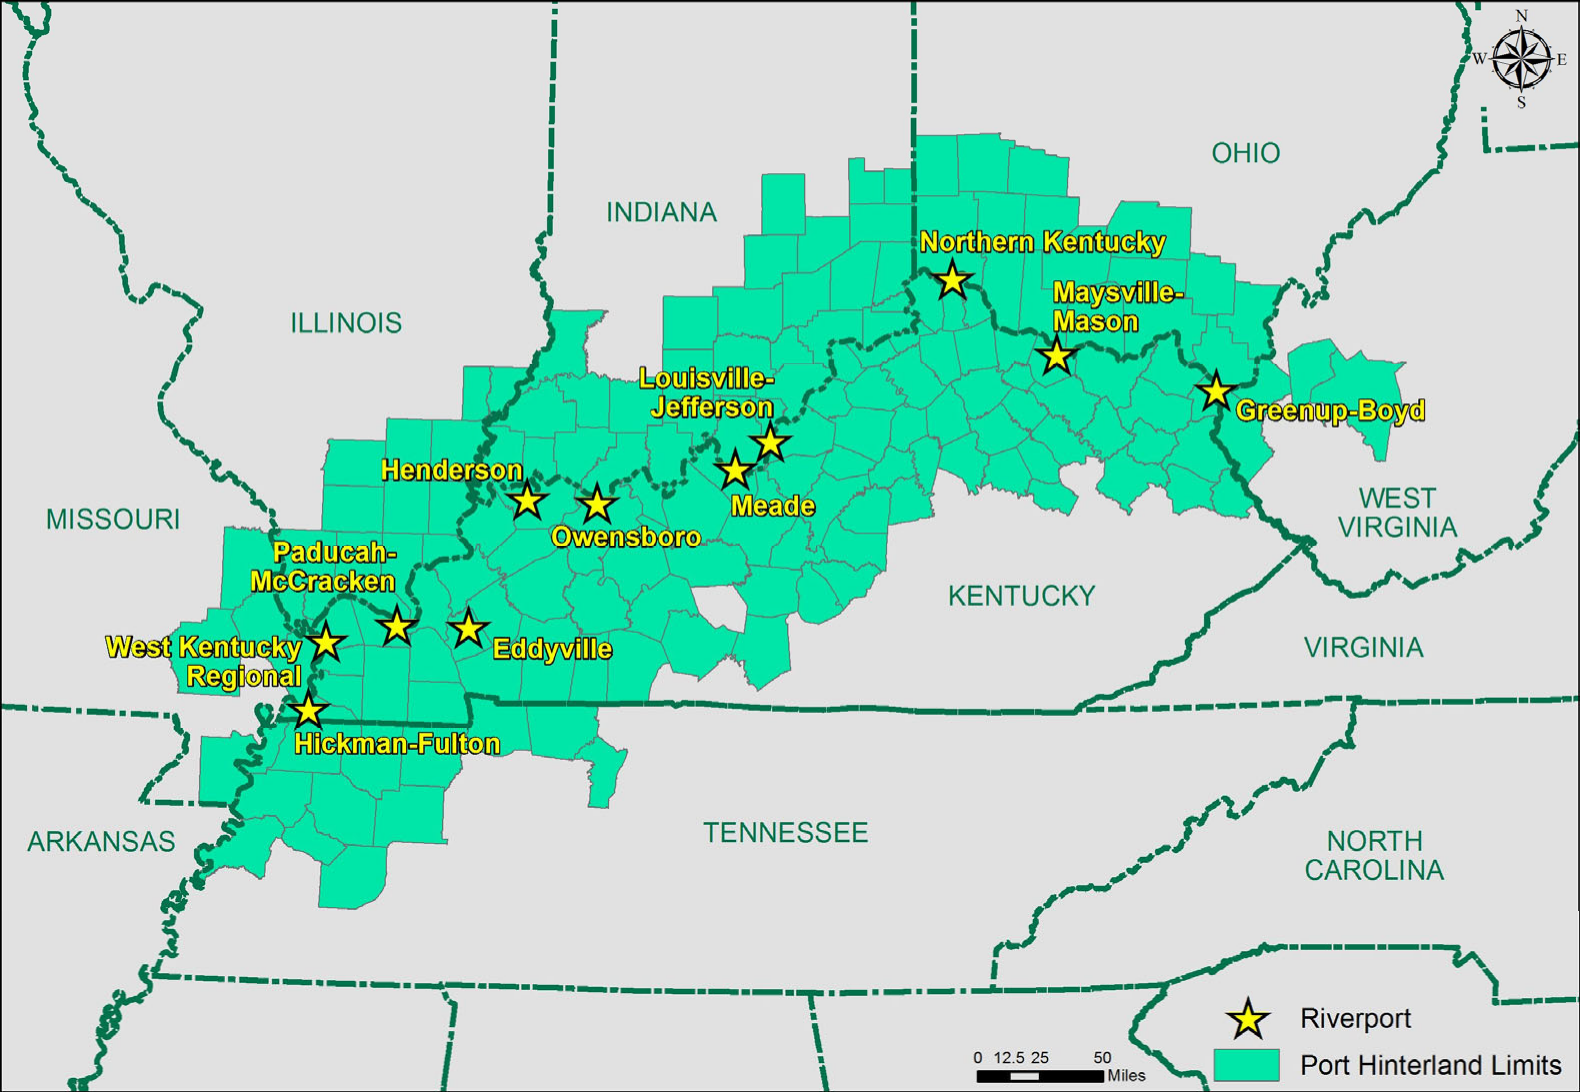 N
W E
S
OHIO
INDIANA
Northern Kentucky
Maysville-
Mason
ILLINOIS
Louisville-
Jefferson
Greenup-Boyd
Henderson
Meade
WEST
VIRGINIA
MISSOURI
Owensboro
Paducah-
McCracken
KENTUCKY
West Kentucky
Regional
Eddyville
VIRGINIA
Hickman-Fulton
ARKANSAS
TENNESSEE
NORTH
CAROLINA
Riverport
Port Hinterland Limits
0 12.5 25 50
Miles